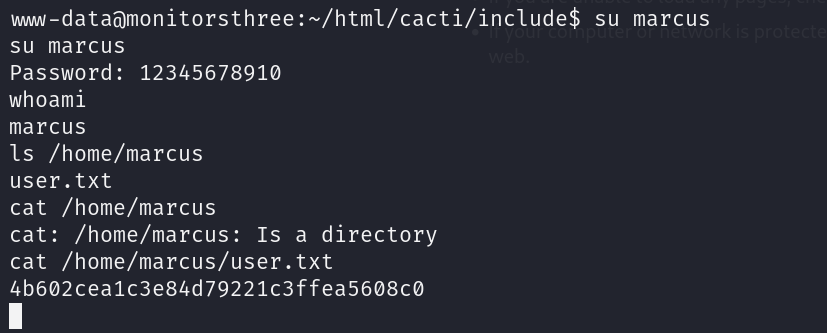 www-data@monitorsthree:~/html/cacti/include$ su marcus
su marcus
Password: 12345678910
whoami
marcus
ls /home/marcus
user.txt
cat /home/marcus
cat: /home/marcus: Is a directory
cat /home/marcus/user.txt
4b602cea1c3e84d79221c3ffea5608c0
If your computer or network is protected
web.